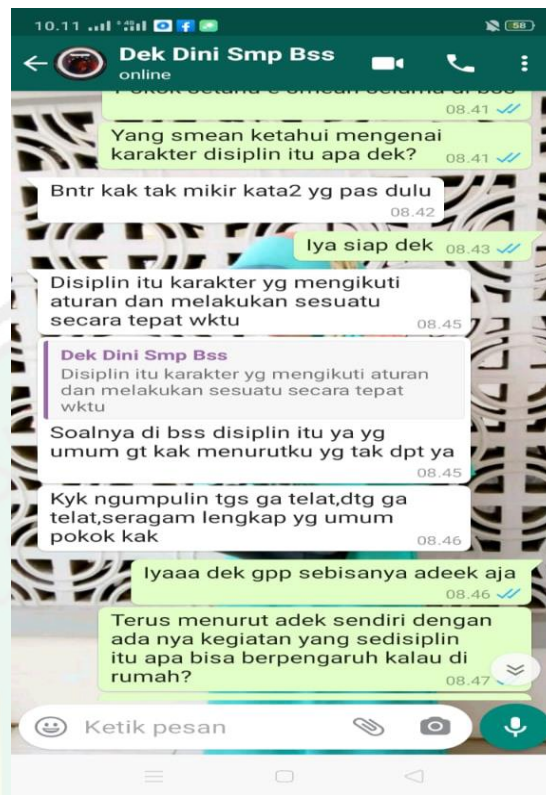 10.11
58
Dek Dini Smp Bss
online
08.41
Yang smean ketahui mengenai
karakter disiplin itu apa dek?
08.41
Bntr kak tak mikir kata2 yg pas dulu
08.42
Iya siap dek
08.43
Disiplin itu karakter yg mengikuti
aturan dan melakukan sesuatu
secara tepat wktu
08.45
Dek Dini Smp Bss
Disiplin itu karakter yg mengikuti aturan
dan melakukan sesuatu secara tepat
wktu
Soalnya di bss disiplin itu ya yg
umum gt kak menurutku yg tak dpt ya
08.45
Kyk ngumpulin tgs ga telat,dtg ga
telat,seragam lengkap yg umum
pokok kak
08.46
Iyaaa dek gpp sebisanya adeek aja
08.46
Terus menurut adek sendiri dengan
ada nya kegiatan yang sedisiplin
itu apa bisa berpengaruh kalau di
rumah?
08.47
Ketik pesan